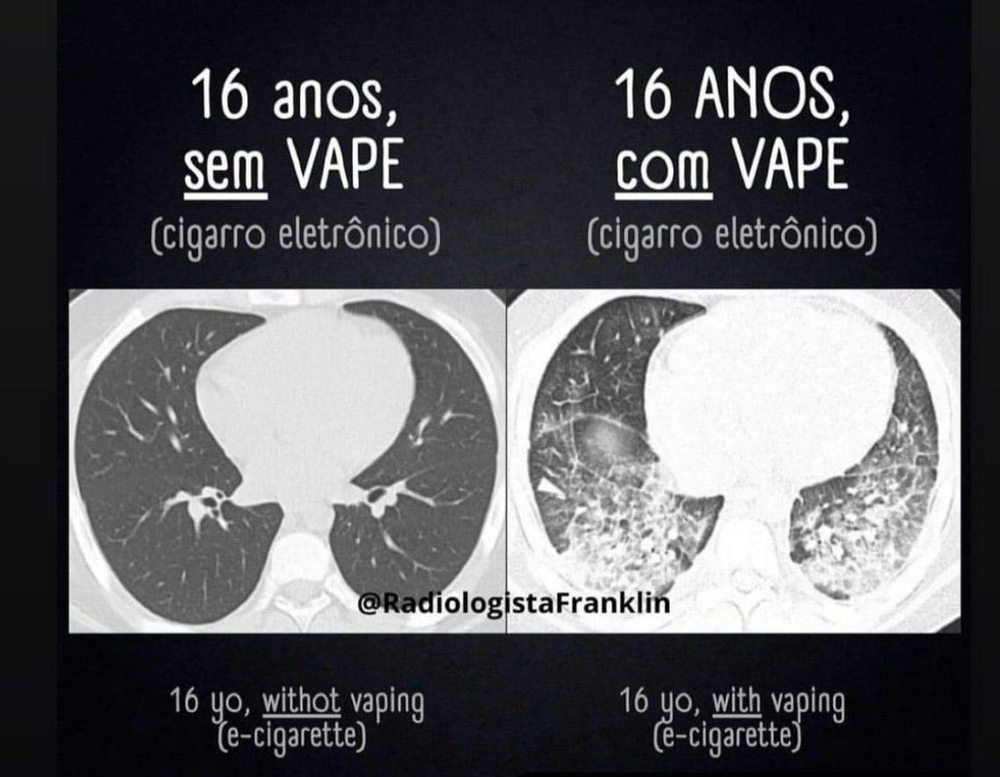 16 anos,
sem VAPE
(cigarro eletrônico)
16 ANOS,
com VAPE
(cigarro eletrônico)
@RadiologistaFranklin
16 yo, withot vaping
(e-cigarette)
16 yo, with vaping
(e-cigarette)